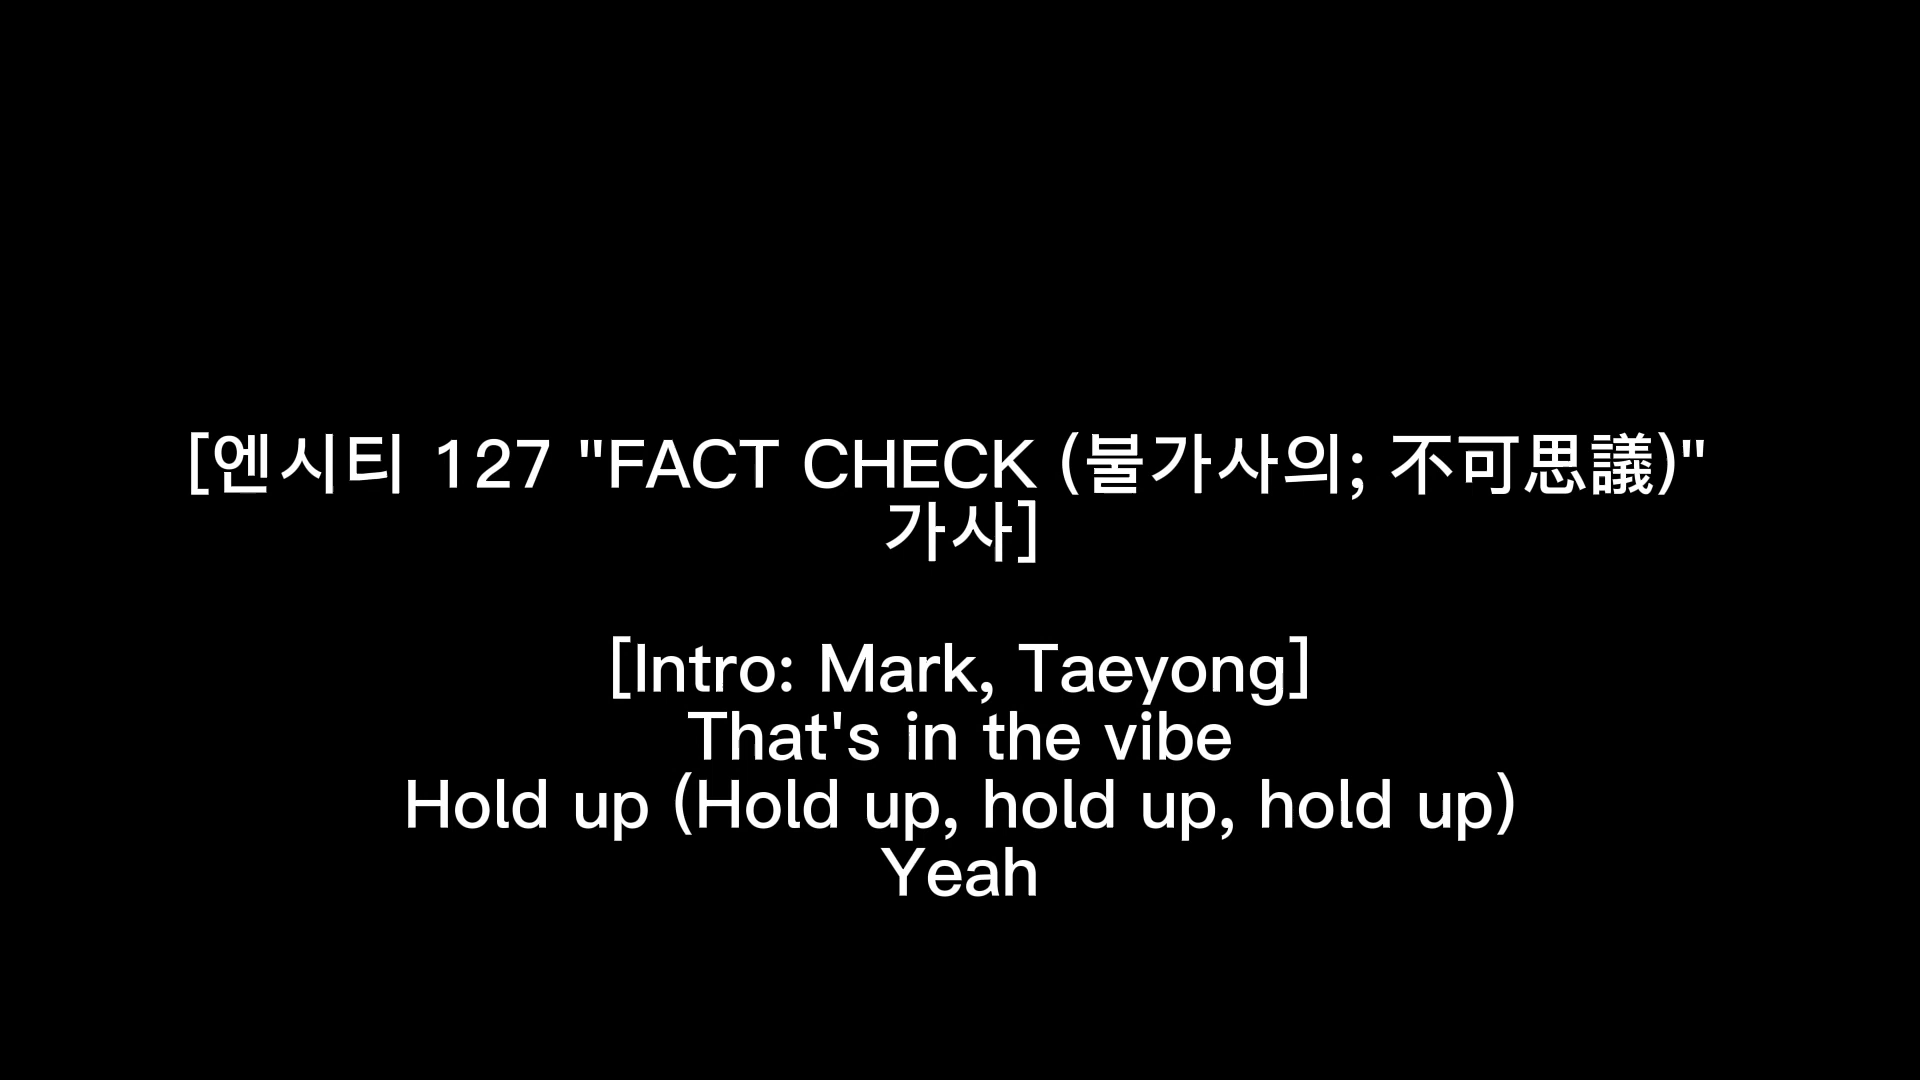 [엔시티 127 "FACT CHECK (불가사의; 不可思議)"
가사]
[Intro: Mark, Taeyong]
That's in the vibe
Hold up (Hold up, hold up, hold up)
Yeah